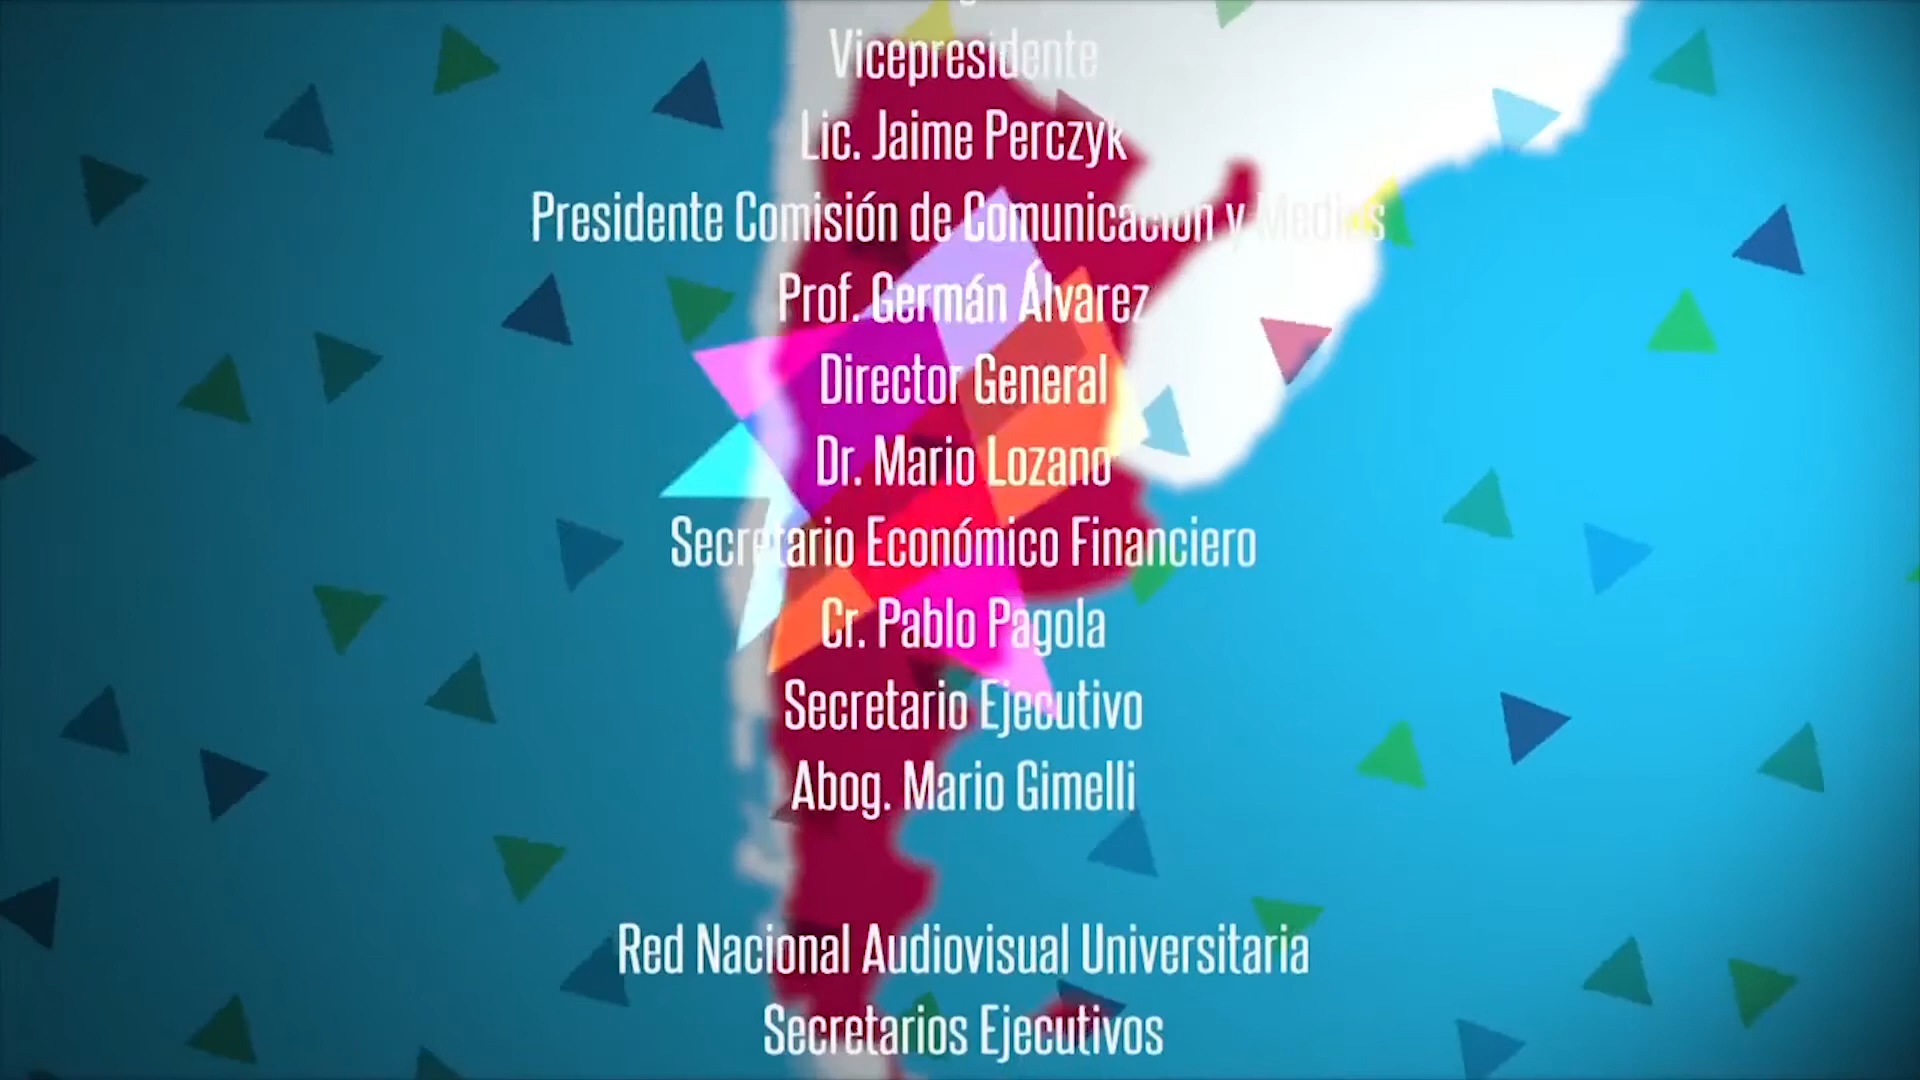 Vicepresidente
Lic. Jaime Perczyk
Presidente Comisión de Comunicación y Medios
Prof. Germán Álvarez
Director General
Dr. Mario Lozano
Secretario Económico Financiero
Cr. Pablo Pagola
Secretario Ejecutivo
Abog. Mario Gimelli
Red Nacional Audiovisual Universitaria
Secretarios Ejecutivos